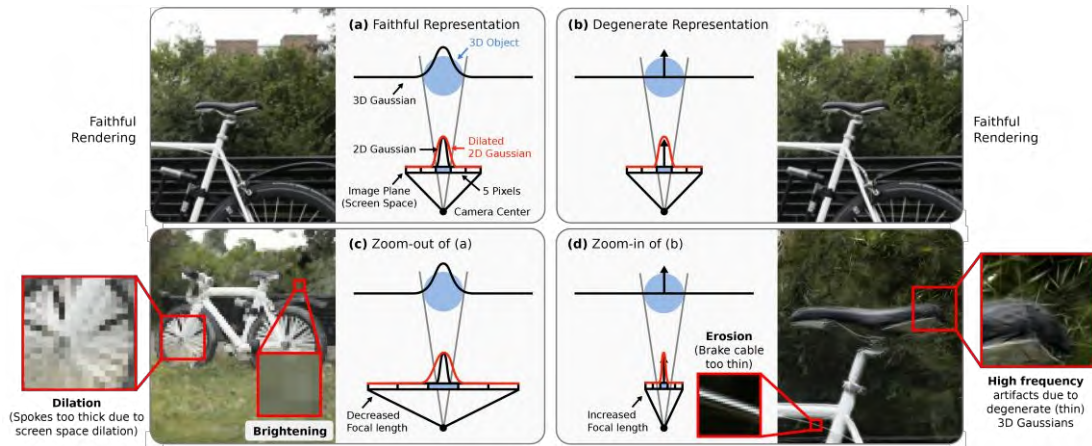 (a) Faithful Representation
3D Object
3D Gaussian
2D Gaussian
Dilated
2D Gaussian
Image Plane
(Screen Space)
5 Pixels
Camera Center
Faithful
Rendering
(b) Degenerate Representation
Faithful
Rendering
(c) Zoom-out of (a)
Decreased
Focal length
Dilation
(Spokes too thick due to
screen space dilation)
Brightening
(d) Zoom-in of (b)
Erosion
(Brake cable
too thin)
Increased
Focal length
High frequency
artifacts due to
degenerate (thin)
3D Gaussians